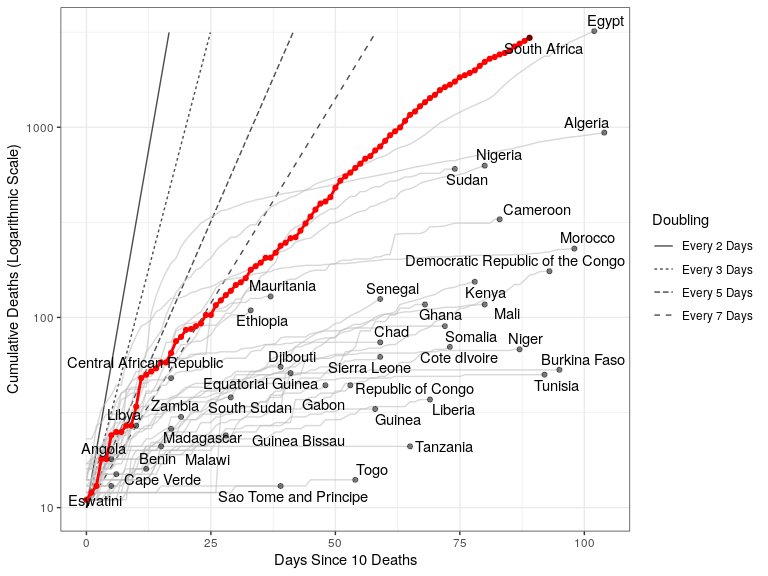 Egypt
South Africa
1000
Algeria
Nigeria
Sudan
Cameroon
Morocco
Democratic Republic of the Congo
Mauritania
Senegal
Kenya
Ghana
Mali
100
Ethiopia
Chad
Somalia
Niger
Djibouti
Cote dIvoire
Central African Republic
Sierra Leone
Burkina Faso
Equatorial Guinea
Republic of Congo
Tunisia
Zambia
South Sudan
Gabon
Liberia
Libya
Guinea
Madagascar
Guinea Bissau
Tanzania
Angola
Benin
Malawi
Togo
Cape Verde
Sao Tome and Principe
Eswatini
10
0
25
50
75
100
Days Since 10 Deaths
Cumulative Deaths (Logarithmic Scale)
Doubling
Every 2 Days
Every 3 Days
Every 5 Days
Every 7 Days